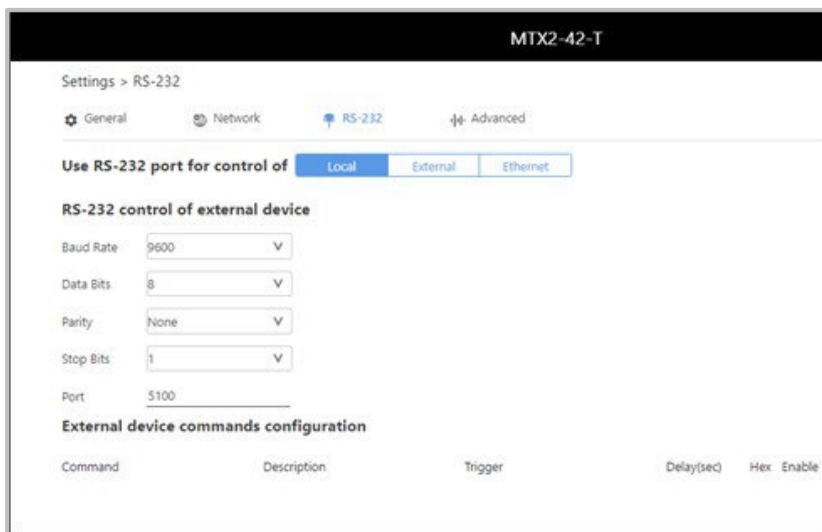 MTX2-42-T
Settings > RS-232
General Network RS-232 Advanced
Use RS-232 port for control of Local External Ethernet
RS-232 control of external device
Baud Rate 9600
Data Bits 8
Parity None
Stop Bits 1
Port 5100
External device commands configuration
Command Description Trigger Delay(sec) Hex Enable